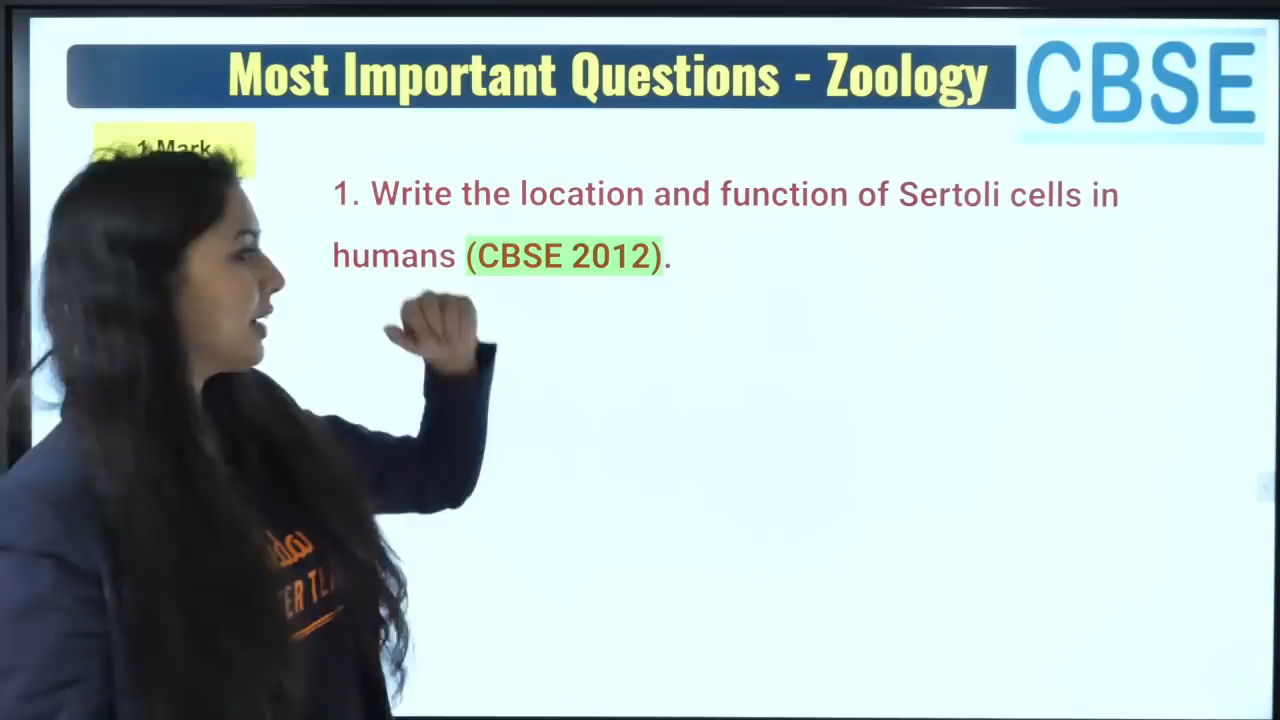 Most Important Questions - Zoology
CBSE
1 Mark
1. Write the location and function of Sertoli cells in
humans (CBSE 2012).